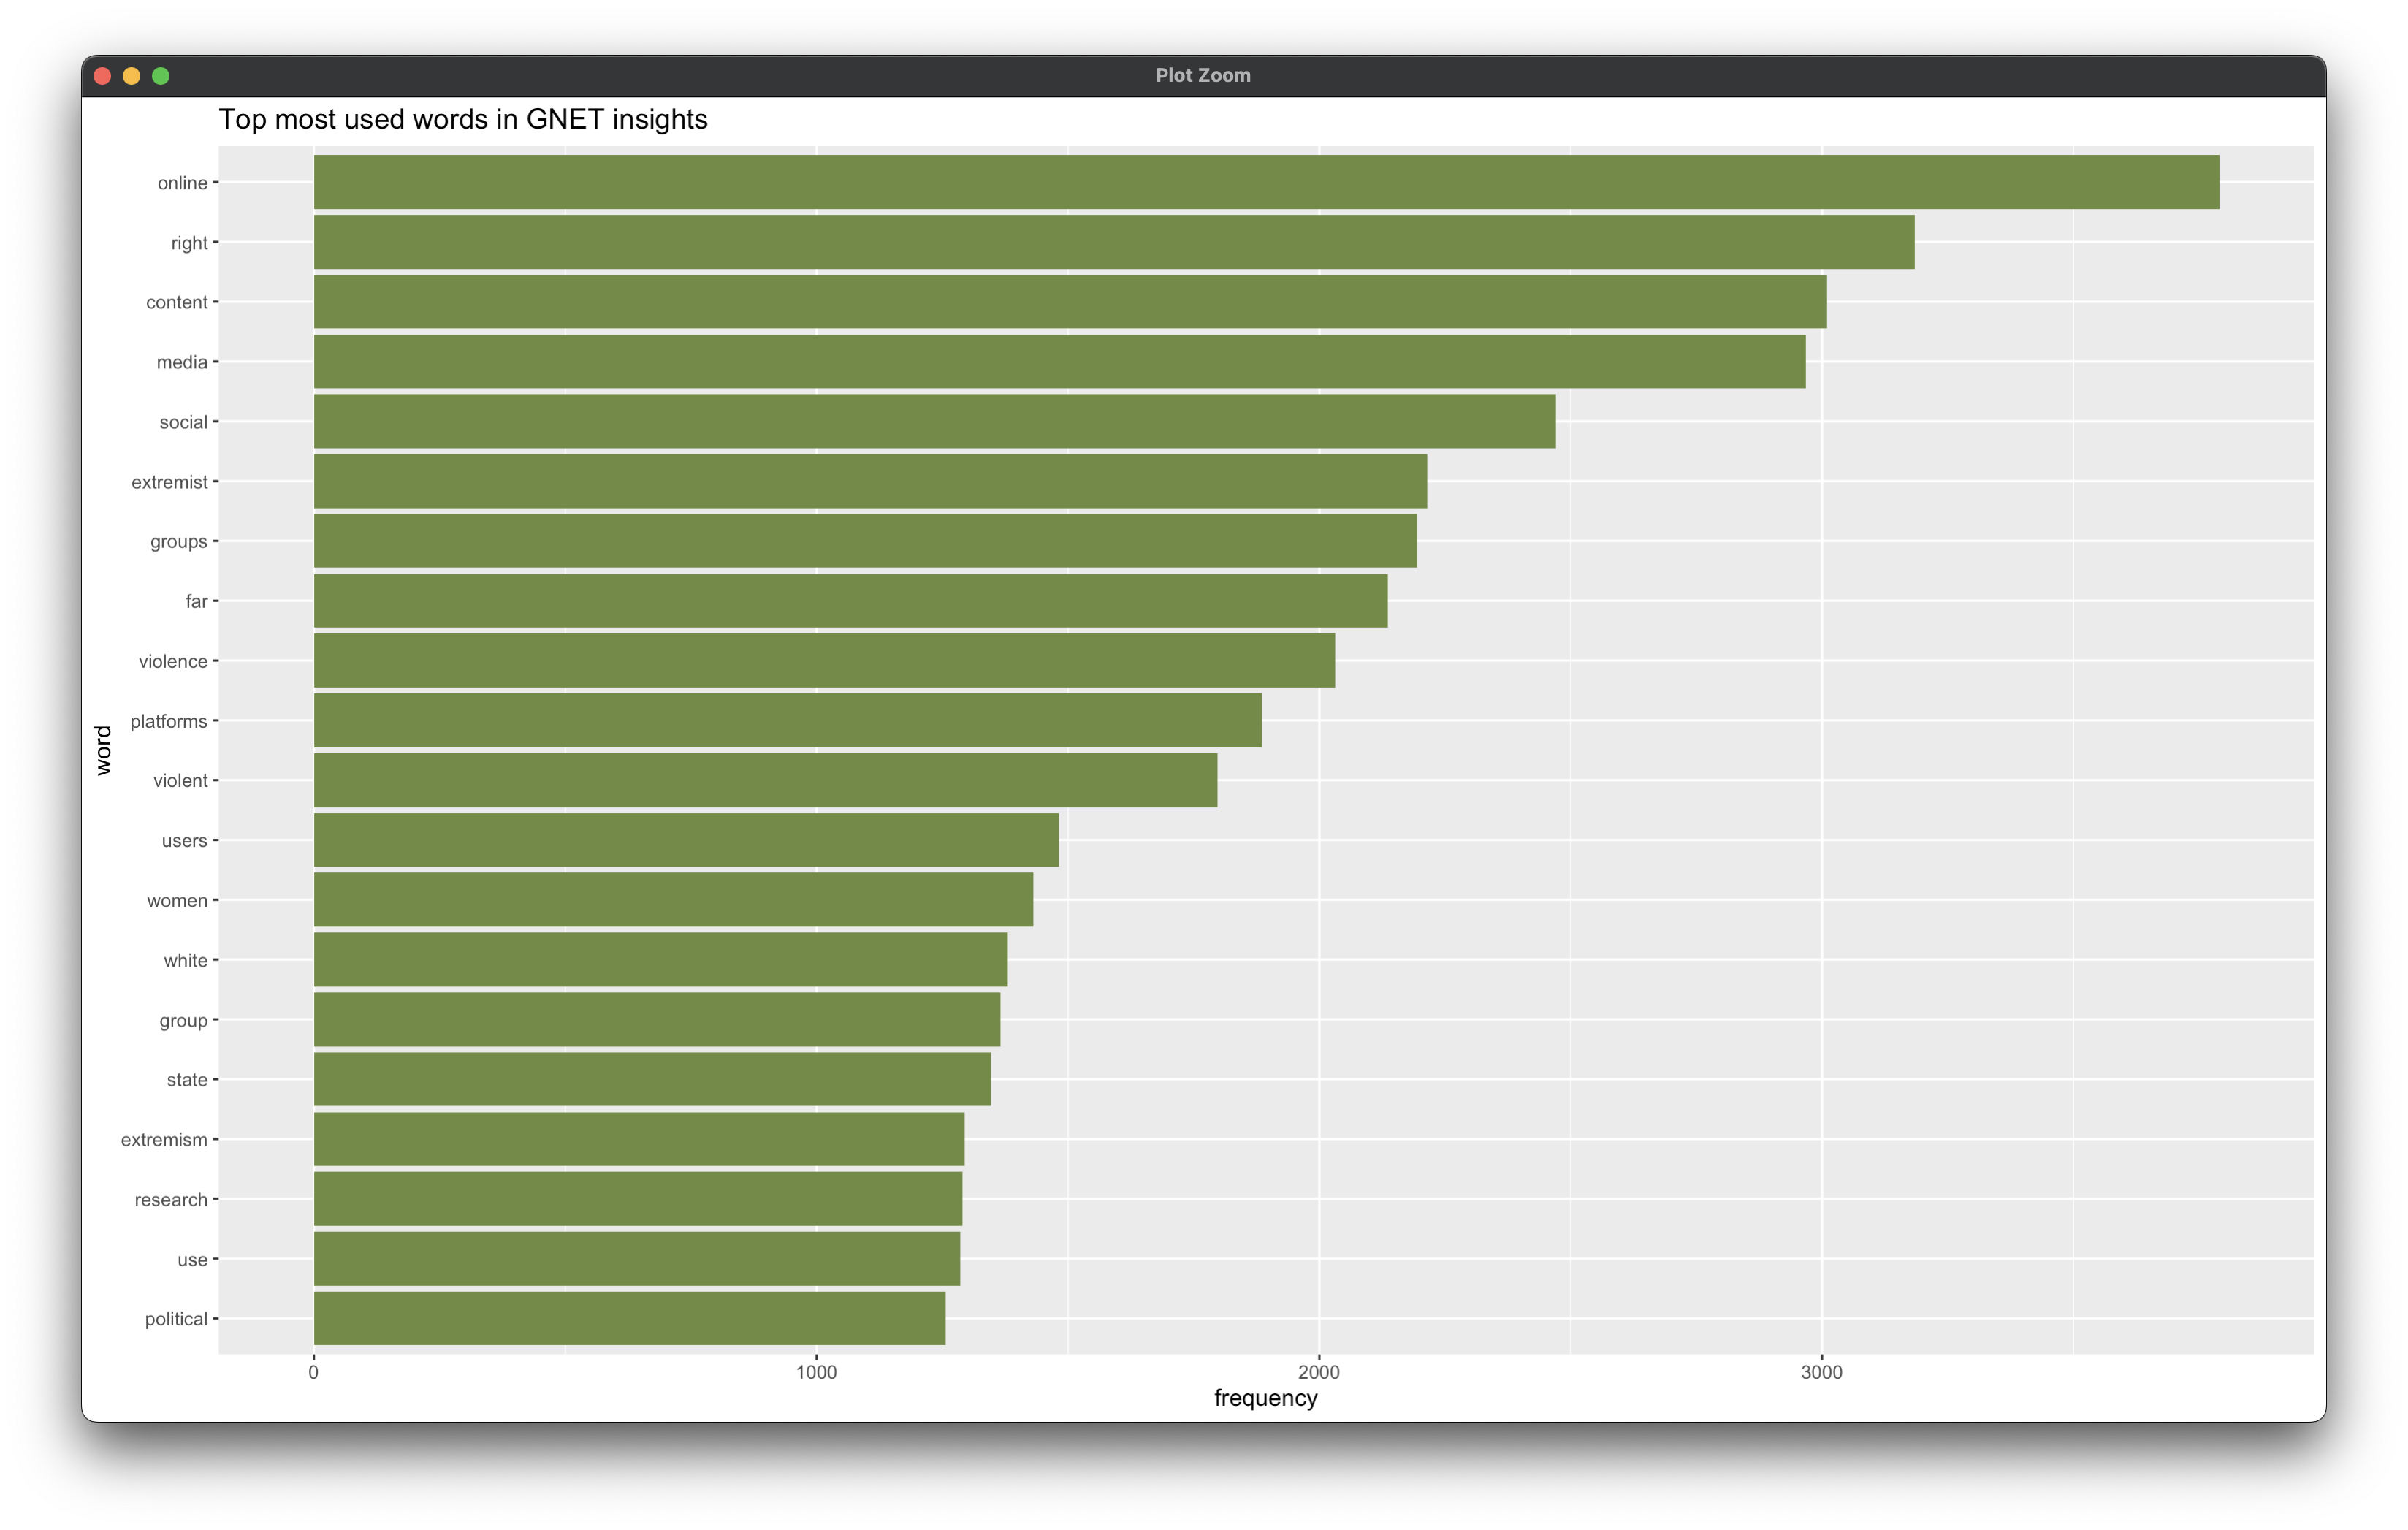 Plot Zoom
Top most used words in GNET insights
online
right
content
media
social
extremist
groups
far
violence
platforms
violent
users
women
white
group
state
extremism
research
use
political
word
0 1000 2000 3000
frequency